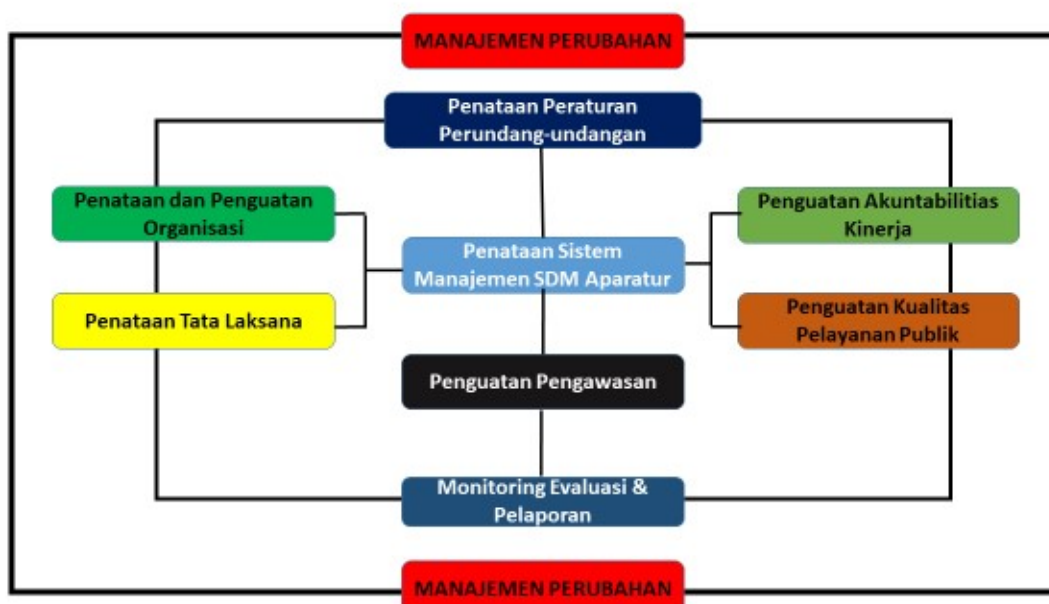 MANAJEMEN PERUBAHAN
Penataan Peraturan
Perundang-undangan
Penataan dan Penguatan
Organisasi
Penguatan Akuntabilitias
Kinerja
Penataan Sistem
Manajemen SDM Aparatur
Penataan Tata Laksana
Penguatan Kualitas
Pelayanan Publik
Penguatan Pengawasan
Monitoring Evaluasi &
Pelaporan
MANAJEMEN PERUBAHAN